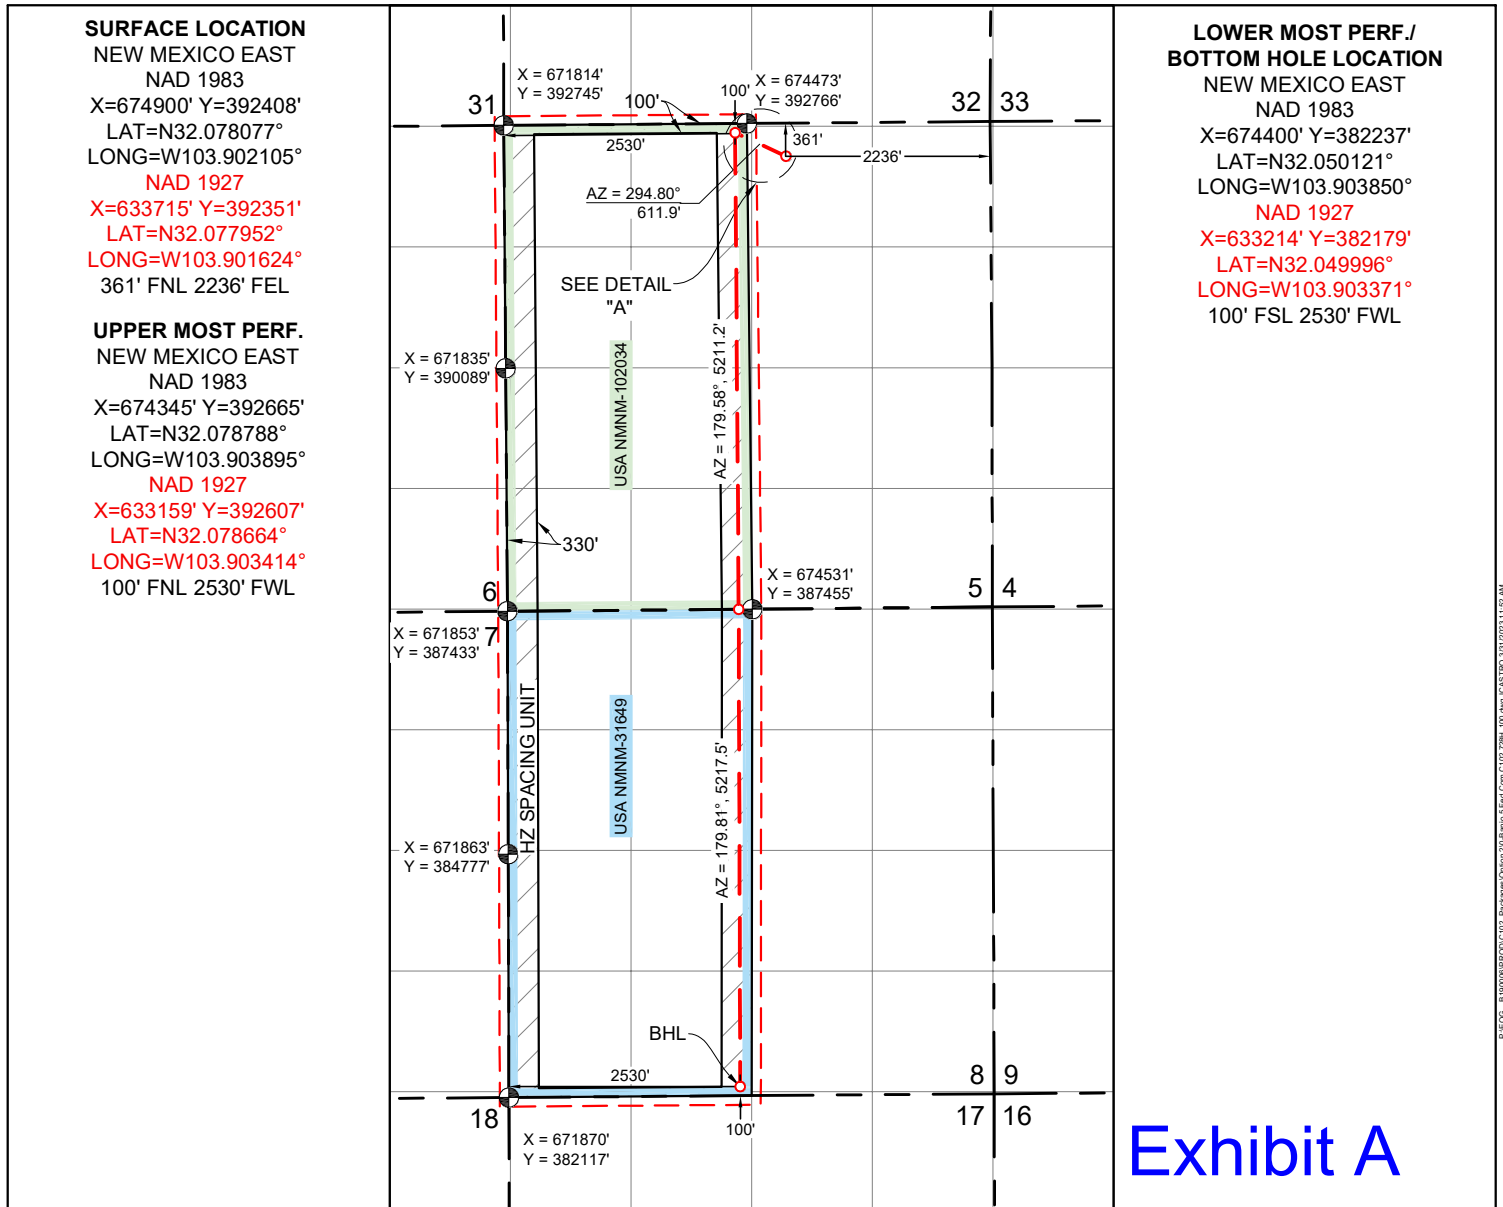 SURFACE LOCATION
NEW MEXICO EAST
NAD 1983
X=674900' Y=392408'
LAT=N32.078077°
LONG=W103.902105°
NAD 1927
X=633715' Y=392351'
LAT=N32.077952°
LONG=W103.901624°
361' FNL 2236' FEL
UPPER MOST PERF.
NEW MEXICO EAST
NAD 1983
X=674345' Y=392665'
LAT=N32.078788°
LONG=W103.903895°
NAD 1927
X=633159' Y=392607'
LAT=N32.078664°
LONG=W103.903414°
100' FNL 2530' FWL
X = 671814'
Y = 392745'
100'
100'
X = 674473'
Y = 392766'
31
32 33
2530'
361'
2236'
AZ = 294.80°
611.9'
SEE DETAIL
"A"
X = 671835'
Y = 390089'
USA NMNM-102034
AZ = 179.58°, 5211.2'
330'
X = 674531'
Y = 387455'
6
5 4
X = 671853'
Y = 387433'
7
HZ SPACING UNIT
USA NMNM-31649
AZ = 179.81°, 5217.5'
X = 671863'
Y = 384777'
BHL
2530'
8 9
18
17 16
100'
X = 671870'
Y = 382117'
LOWER MOST PERF./
BOTTOM HOLE LOCATION
NEW MEXICO EAST
NAD 1983
X=674400' Y=382237'
LAT=N32.050121°
LONG=W103.903850°
NAD 1927
X=633214' Y=382179'
LAT=N32.049996°
LONG=W103.903371°
100' FSL 2530' FWL
Exhibit A